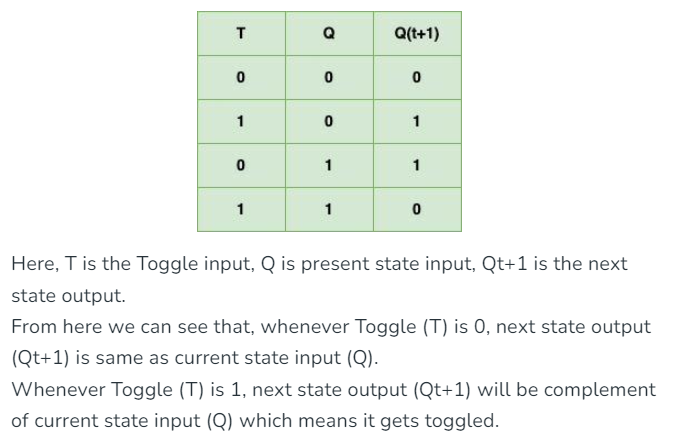 T Q Q(t+1)
0 0 0
1 0 1
0 1 1
1 1 0
Here, T is the Toggle input, Q is present state input, Qt+1 is the next
state output.
From here we can see that, whenever Toggle (T) is 0, next state output
(Qt+1) is same as current state input (Q).
Whenever Toggle (T) is 1, next state output (Qt+1) will be complement
of current state input (Q) which means it gets toggled.